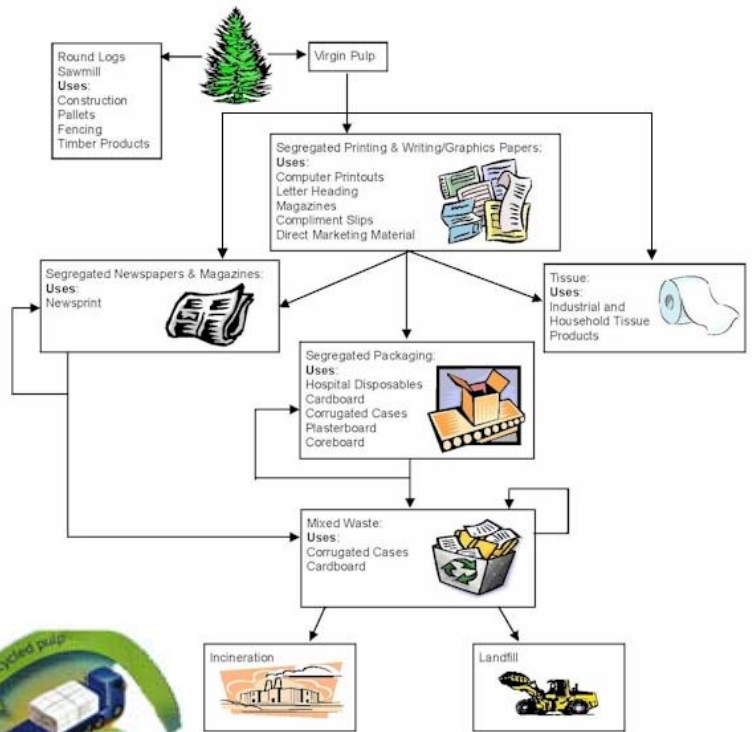 Round Logs
Sawmill
Uses:
Construction
Pallets
Fencing
Timber Products
Virgin Pulp
Segregated Printing & Writing/Graphics Papers:
Uses:
Computer Printouts
Letter Heading
Magazines
Compliment Slips
Direct Marketing Material
Segregated Newspapers & Magazines:
Uses:
Newsprint
Tissue:
Uses:
Industrial and
Household Tissue
Products
Segregated Packaging:
Uses:
Hospital Disposables
Cardboard
Corrugated Cases
Plasterboard
Coreboard
Mixed Waste:
Uses:
Corrugated Cases
Cardboard
Incineration
Landfill
pulp